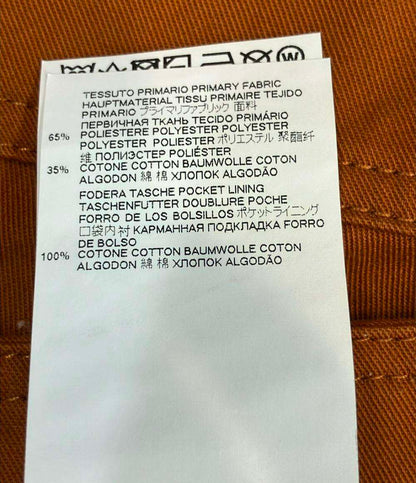 TESSUTO PRIMARIO PRIMARY FABRIC
HAUPTMATERIAL TISSU PRIMAIRE TEJIDO
PRIMARIO プライマリファブリック 面料
ПЕРВИЧНАЯ ТКАНЬ TECIDO PRIMÁRIO
65% POLIESTERE POLYESTER POLYESTER
POLYESTER POLIESTER ポリエステル 聚酯纤
维 ПОЛИЭСТЕР POLIÉSTER
35% COTONE COTTON BAUMWOLLE COTON
ALGODON 綿 棉 ХЛОПОК ALGODÃO
FODERA TASCHE POCKET LINING
TASCHENFUTTER DOUBLURE POCHE
FORRO DE LOS BOLSILLOS ポケットライニング
口袋内衬 КАРМАННАЯ ПОДКЛАДКА FORRO
DE BOLSO
100% COTONE COTTON BAUMWOLLE COTON
ALGODON 綿 棉 ХЛОПОК ALGODÃO